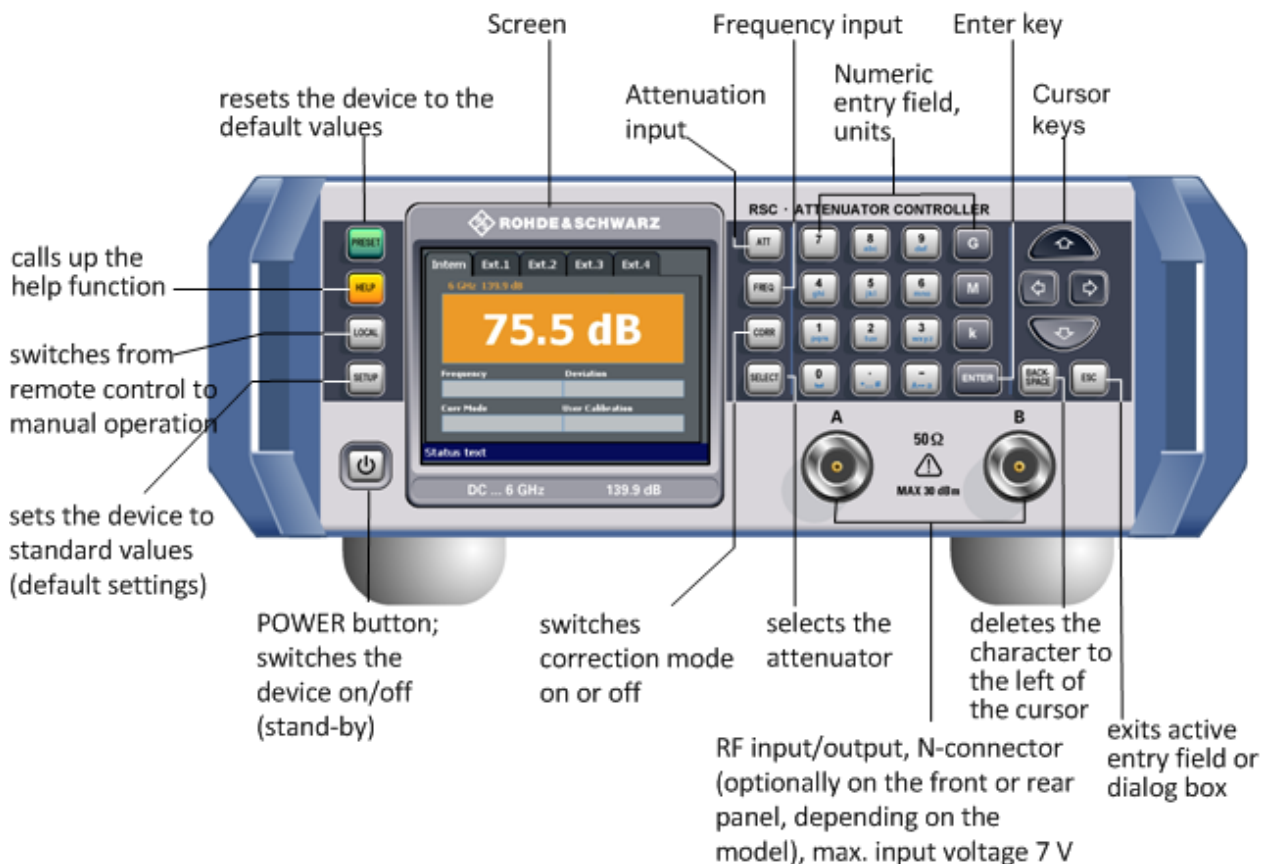 Screen
Frequency input
Enter key
resets the device to the
default values
Attenuation
input
Numeric
entry field,
units
Cursor
keys
calls up the
help function
switches from
remote control to
manual operation
sets the device to
standard values
(default settings)
ROHDE&SCHWARZ
RSC · ATTENUATOR CONTROLLER
PRESET
HELP
LOCAL
SETUP
Intern Ext.1 Ext.2 Ext.3 Ext.4
6 GHz 139.9 dB
75.5 dB
Frequency Deviation
Corr Mode User Calibration
Status text
DC ... 6 GHz 139.9 dB
ATT 7 8 abc 9 def G
FREQ 4 ghi 5 jkl 6 mno M
CORR 1 pqrs 2 tuv 3 wxyz k
SELECT 0 . *...# – ENTER BACK-
SPACE ESC
A B
50 Ω
MAX 30 dBm
POWER button;
switches the
device on/off
(stand-by)
switches
correction mode
on or off
selects the
attenuator
deletes the
character to
the left of
the cursor
exits active
entry field or
dialog box
RF input/output, N-connector
(optionally on the front or rear
panel, depending on the
model), max. input voltage 7 V